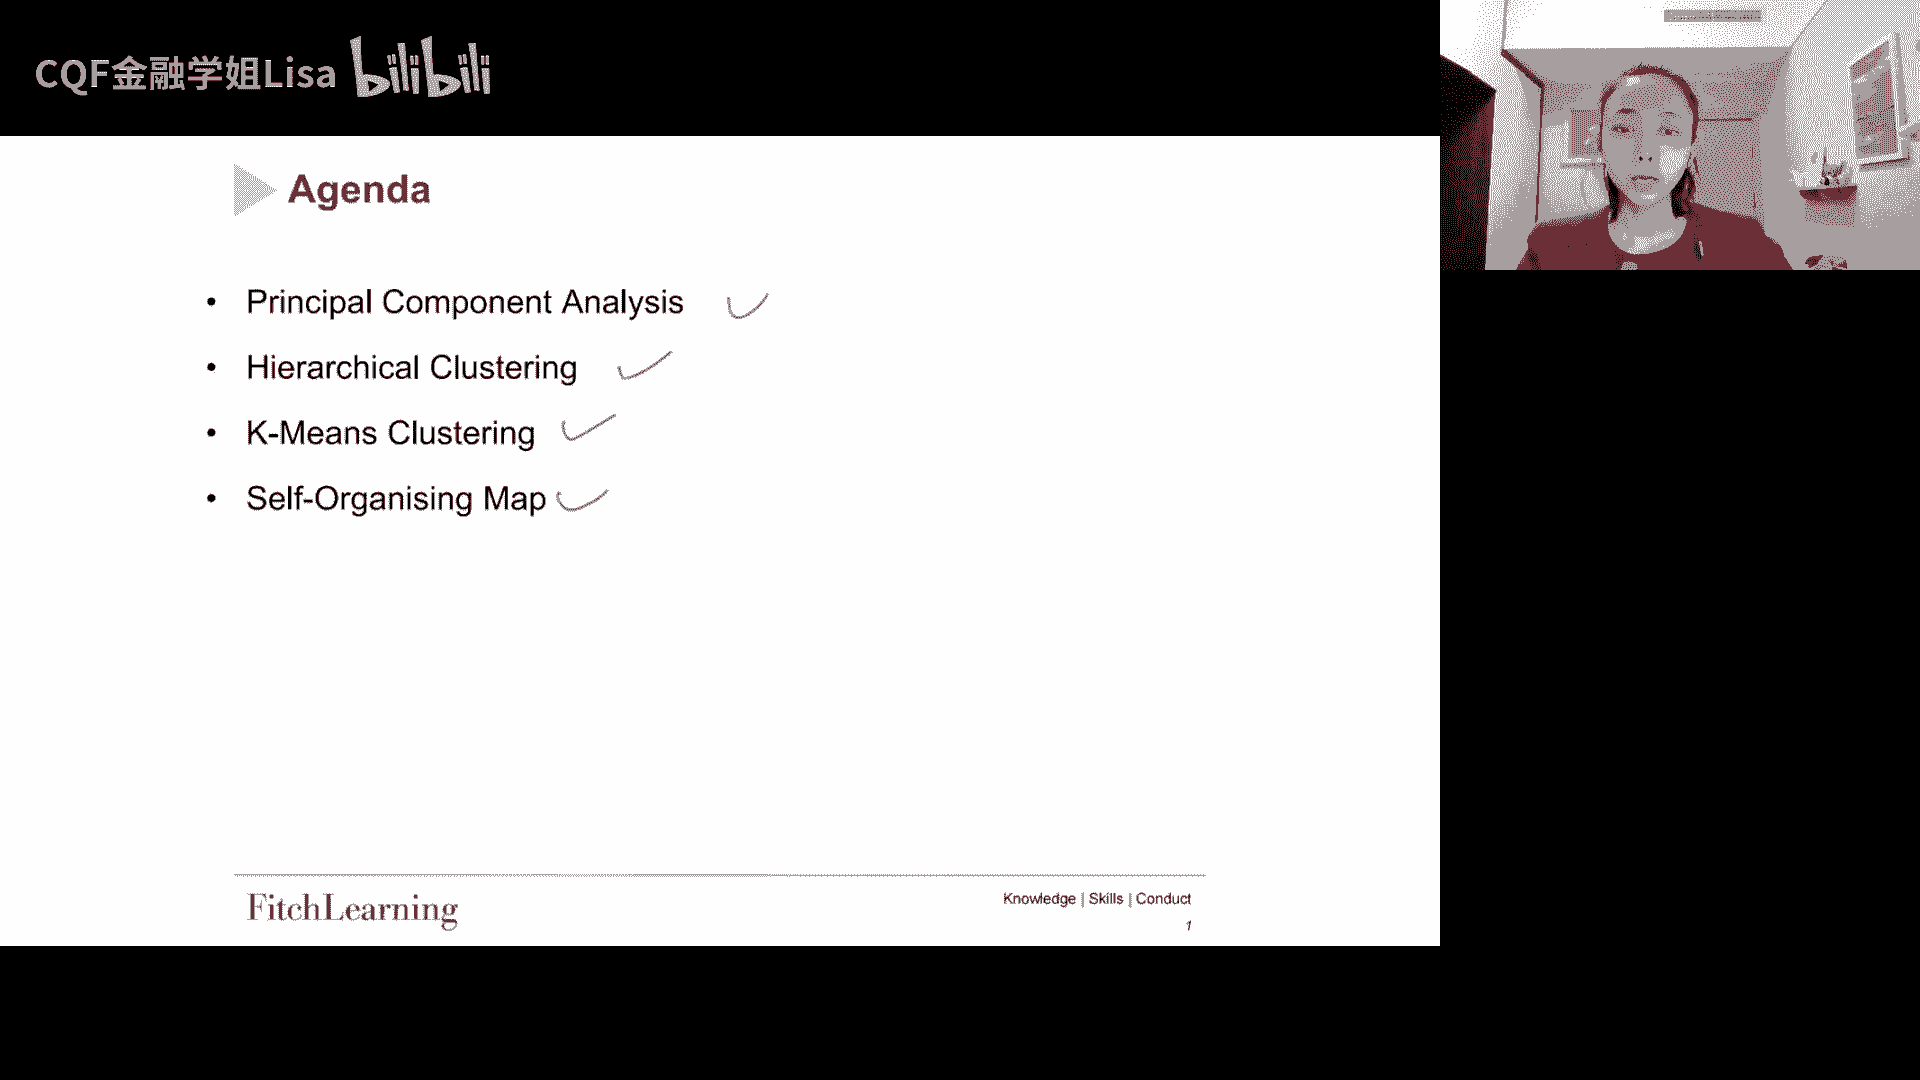 CQF金融学姐Lisa bilibili
Agenda
• Principal Component Analysis
• Hierarchical Clustering
• K-Means Clustering
• Self-Organising Map
FitchLearning
Knowledge | Skills | Conduct
1